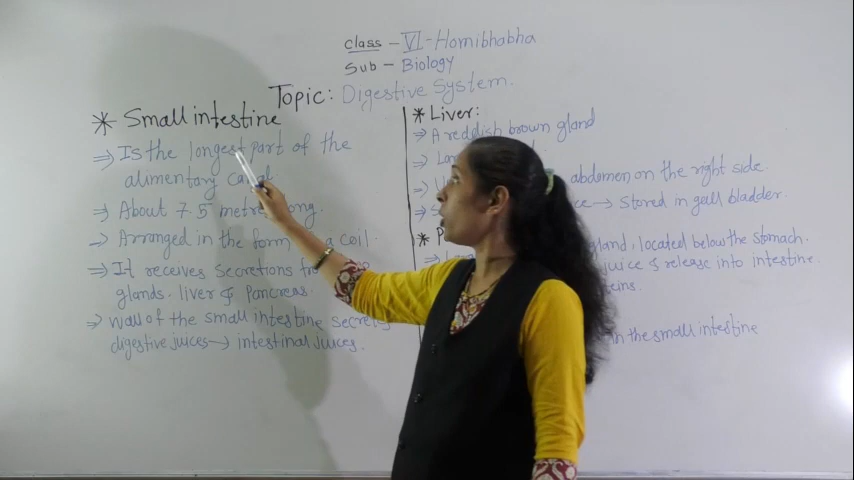 class - VI - Homibhabha
Sub - Biology
Topic: Digestive System.
* Small intestine
⇒ Is the longest part of the
alimentary canal
⇒ About 7.5 metre long.
→ Arranged in the form a coil.
⇒ It receives secretions fr
glands. liver & Pancreas.
⇒ wall of the small intestine secretes
digestive juices → intestinal juices.
* Liver:
⇒ A reddish brown gland
⇒
⇒ abdomen on the right side.
⇒ → Stored in gall bladder.
* gland, located below the stomach.
⇒ juice & release into intestine.
in the small intestine